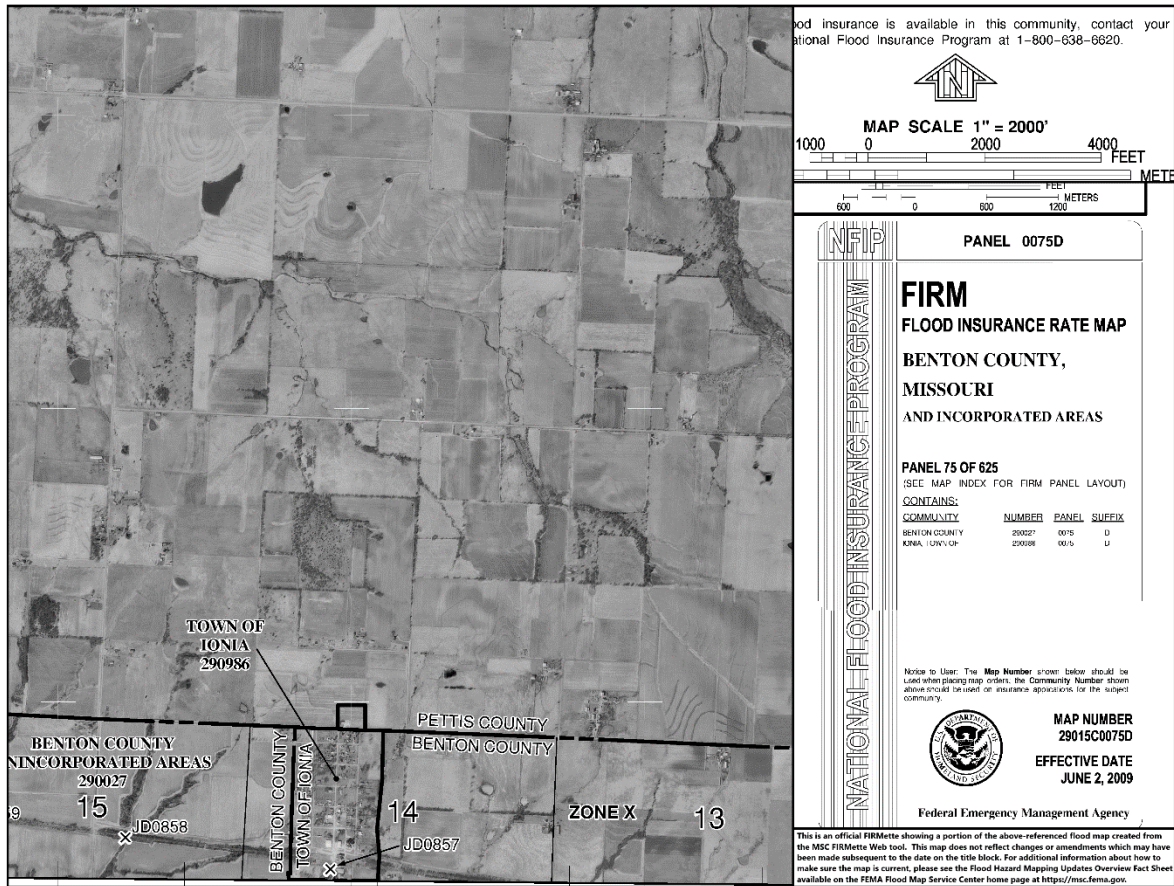 ood insurance is available in this community, contact your
ational Flood Insurance Program at 1-800-638-6620.
MAP SCALE 1" = 2000'
1000 0 2000 4000
FEET
METE
FEET
METERS
600 0 600 1200
NFIP
PANEL 0075D
FIRM
FLOOD INSURANCE RATE MAP
BENTON COUNTY,
MISSOURI
AND INCORPORATED AREAS
PANEL 75 OF 625
(SEE MAP INDEX FOR FIRM PANEL LAYOUT)
CONTAINS:
COMMUNITY NUMBER PANEL SUFFIX
BENTON COUNTY 290027 0075 D
IONIA, TOWN OF 290986 0075 D
NATIONAL FLOOD INSURANCE PROGRAM
Notice to User: The Map Number shown below should be
used when placing map orders, the Community Number shown
above should be used on insurance applications for the subject
community.
DEPARTMENT OF
HOMELAND SECURITY
MAP NUMBER
29015C0075D
EFFECTIVE DATE
JUNE 2, 2009
Federal Emergency Management Agency
This is an official FIRMette showing a portion of the above-referenced flood map created from
the MSC FIRMette Web tool. This map does not reflect changes or amendments which may have
been made subsequent to the date on the title block. For additional information about how to
make sure the map is current, please see the Flood Hazard Mapping Updates Overview Fact Sheet
available on the FEMA Flood Map Service Center home page at https://msc.fema.gov.
TOWN OF
IONIA
290986
PETTIS COUNTY
BENTON COUNTY
BENTON COUNTY
NINCORPORATED AREAS
290027
BENTON COUNTY
TOWN OF IONIA
59
15
14
ZONE X
13
JD0858
JD0857